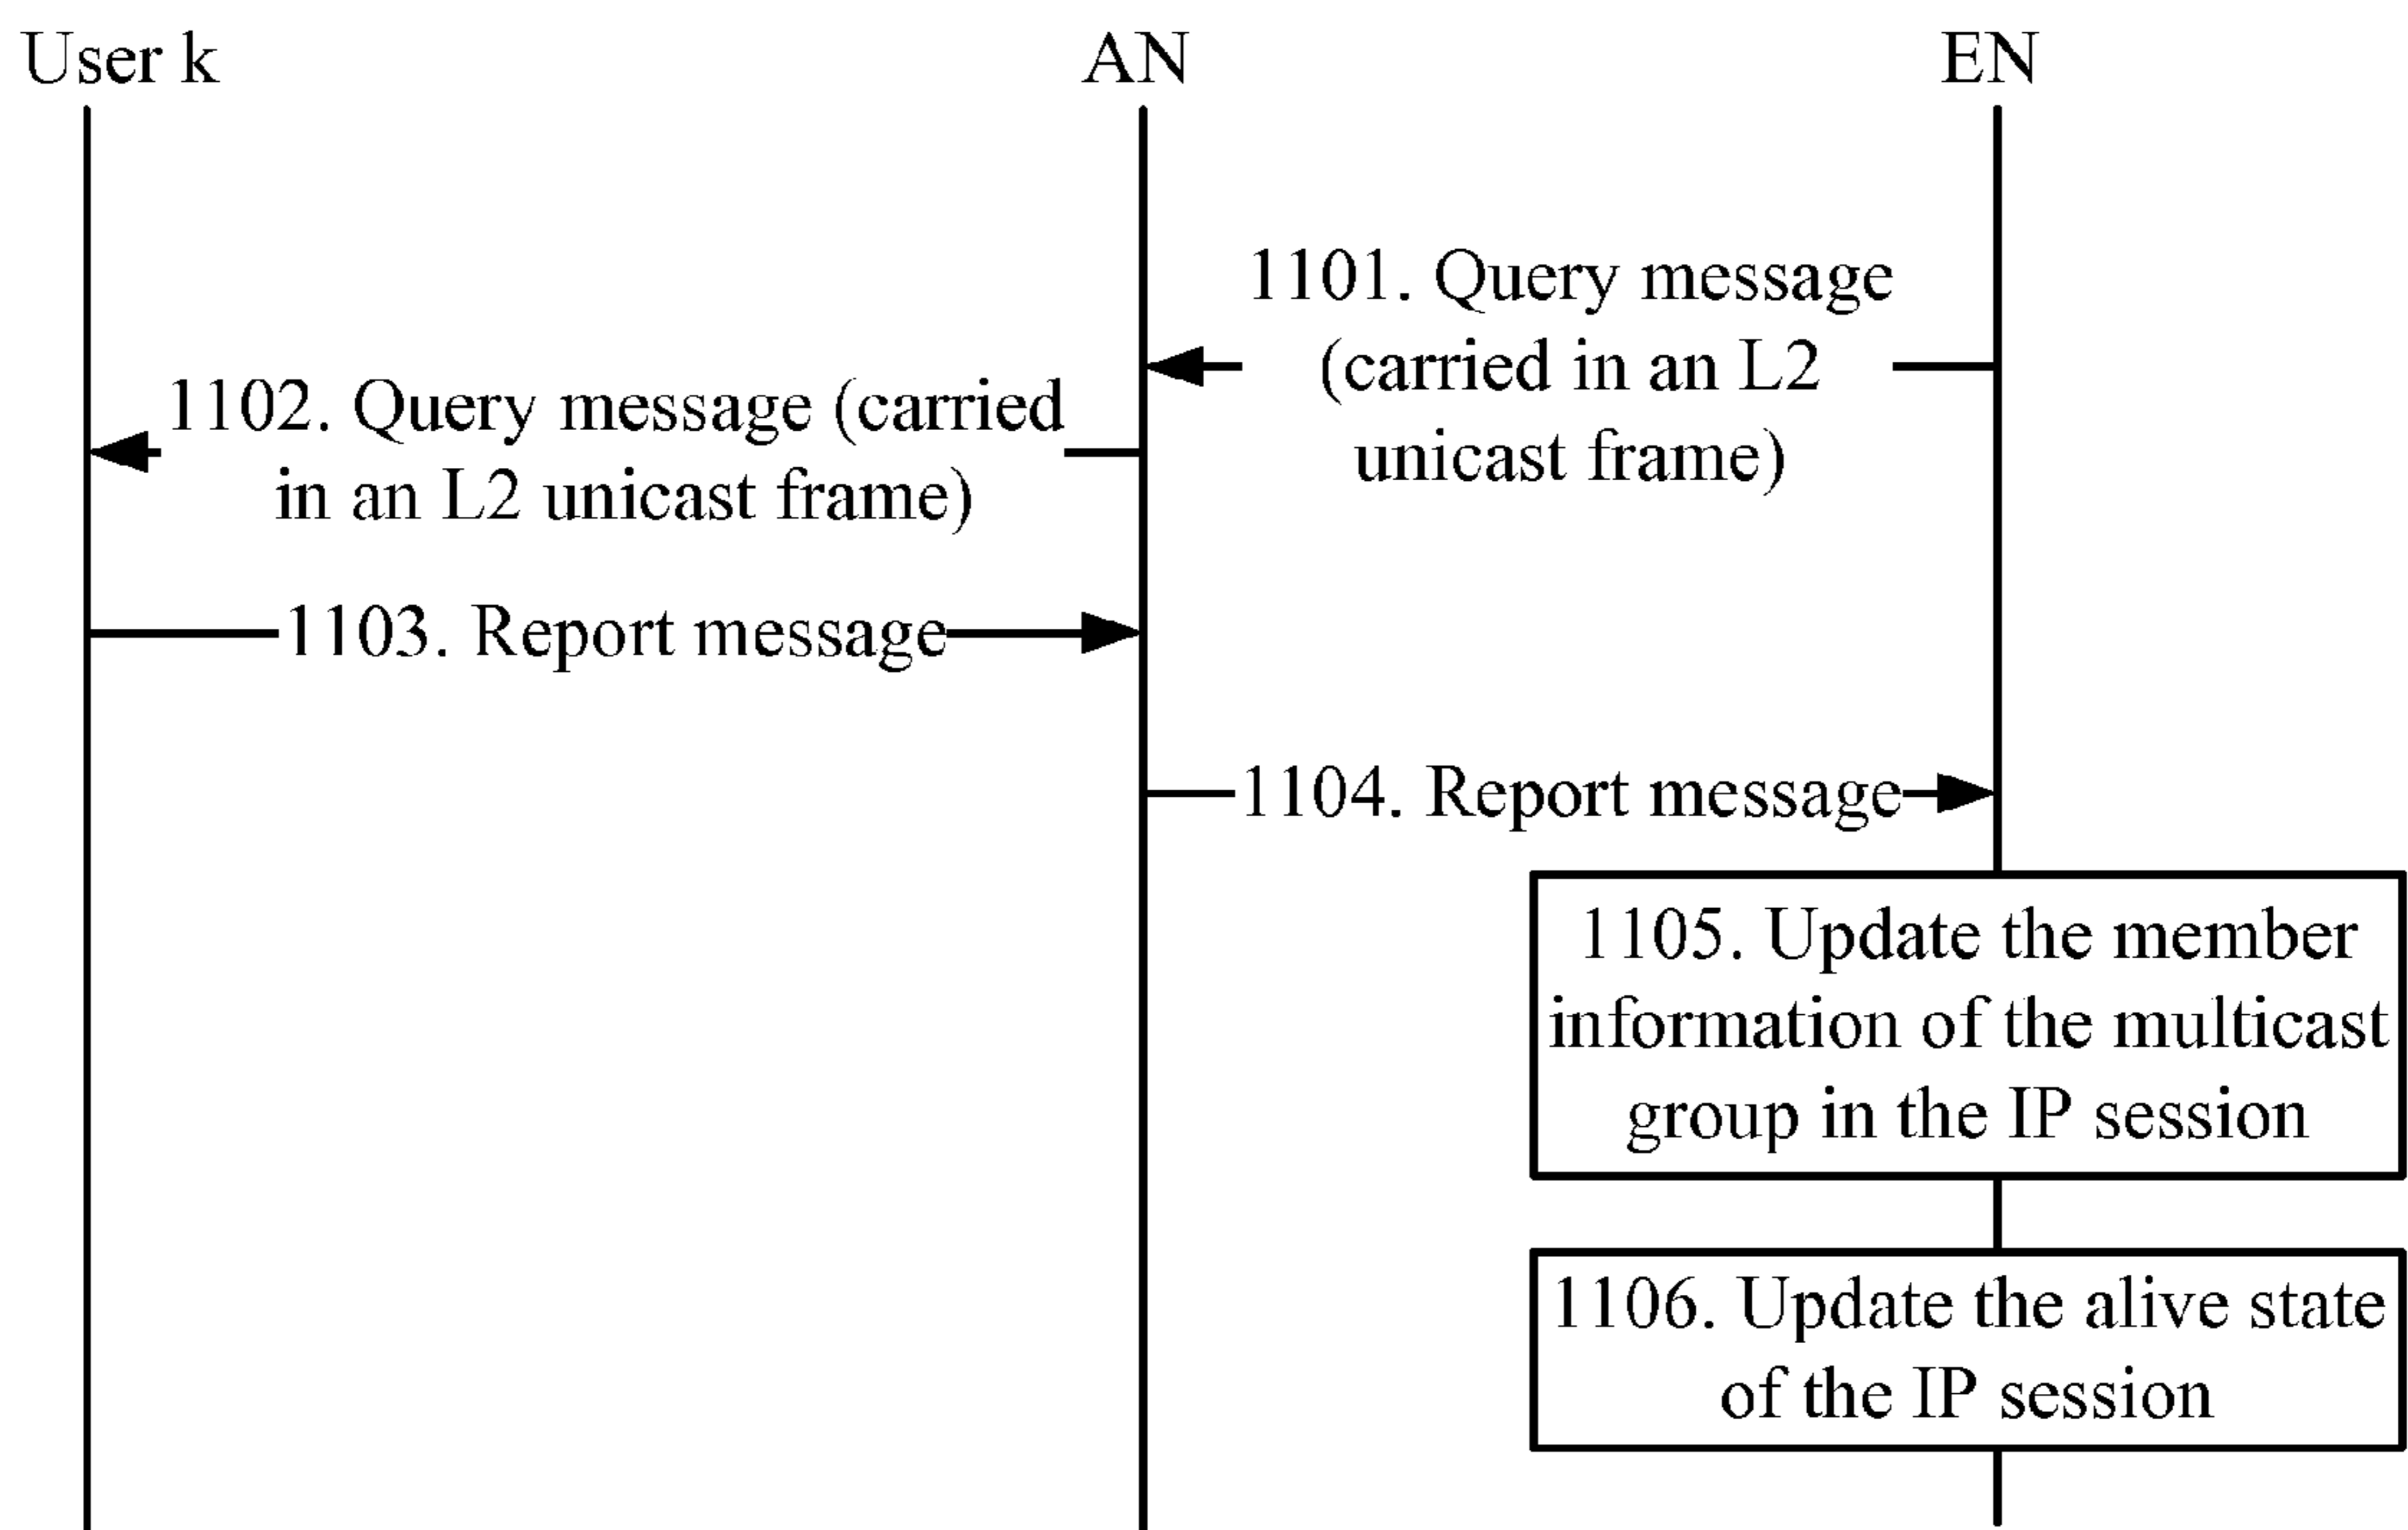 User k
AN
EN
1101. Query message
(carried in an L2
unicast frame)
1102. Query message (carried
in an L2 unicast frame)
1103. Report message
1104. Report message
1105. Update the member
information of the multicast
group in the IP session
1106. Update the alive state
of the IP session